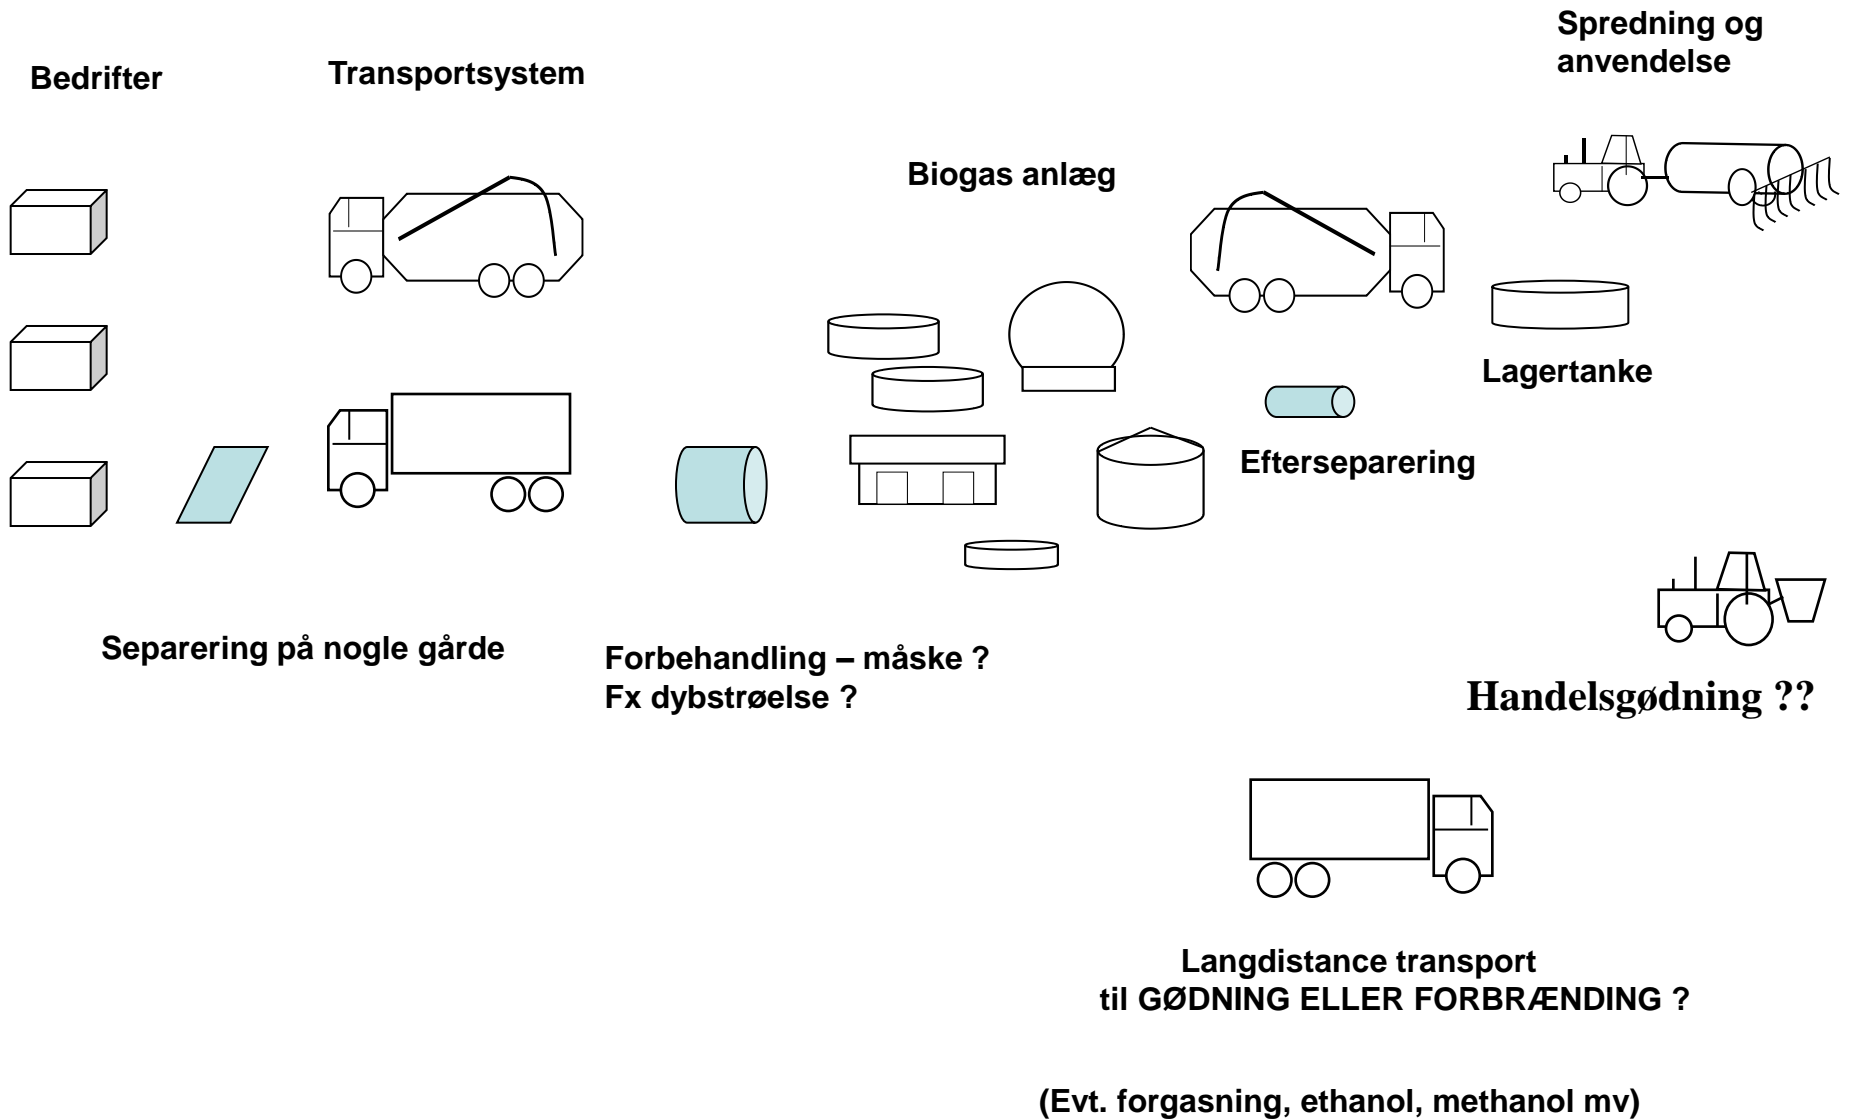 Bedrifter
Transportsystem
Spredning og
anvendelse
Biogas anlæg
Lagertanke
Efterseparering
Separering på nogle gårde
Forbehandling – måske ?
Fx dybstrøelse ?
Handelsgødning ??
Langdistance transport
til GØDNING ELLER FORBRÆNDING ?
(Evt. forgasning, ethanol, methanol mv)